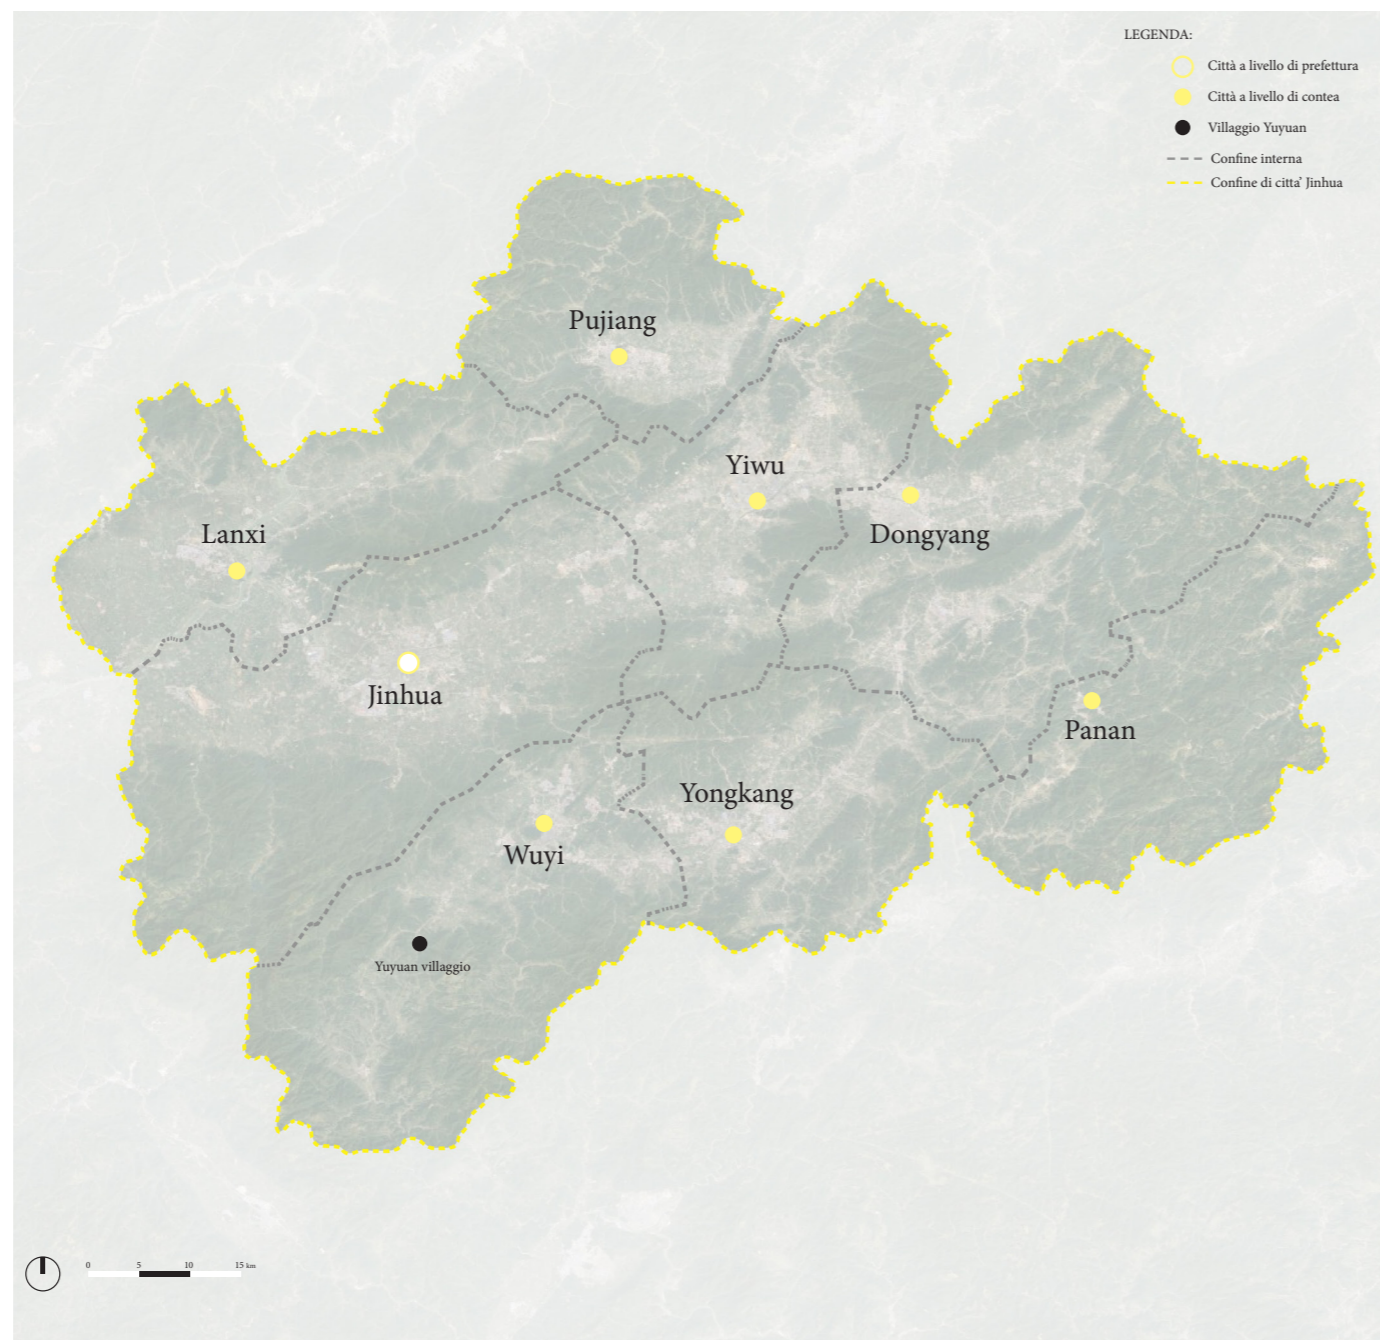 LEGENDA:
Città a livello di prefettura
Città a livello di contea
Villaggio Yuyuan
Confine interna
Confine di citta' Jinhua
Pujiang
Yiwu
Lanxi
Dongyang
Jinhua
Panan
Yongkang
Wuyi
Yuyuan villaggio
0 5 10 15 km